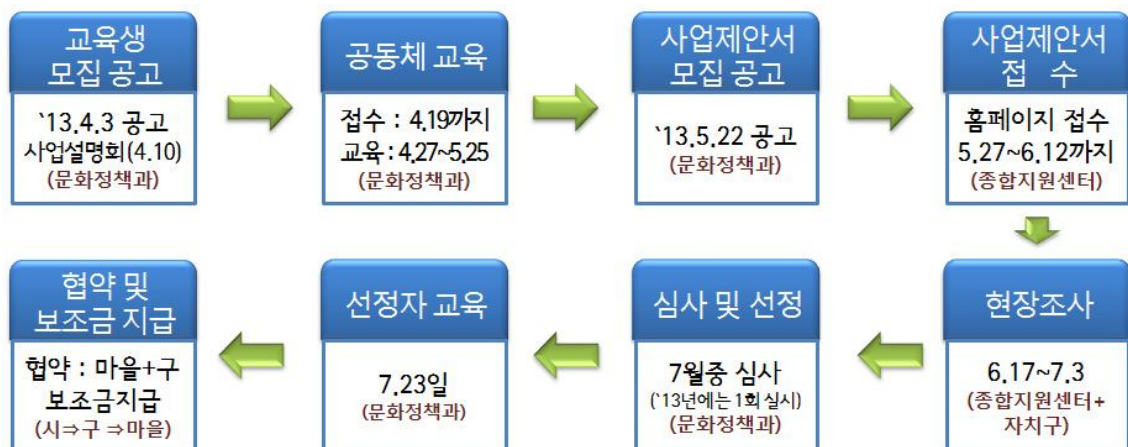 교육생
모집 공고
'13.4.3 공고
사업설명회(4.10)
(문화정책과)
공동체 교육
접수 : 4.19까지
교육 : 4.27~5.25
(문화정책과)
사업제안서
모집 공고
'13.5.22 공고
(문화정책과)
사업제안서
접 수
홈페이지 접수
5.27~6.12까지
(종합지원센터)
현장조사
6.17~7.3
(종합지원센터+
자치구)
심사 및 선정
7월중 심사
('13년에는 1회 실시)
(문화정책과)
선정자 교육
7.23일
(문화정책과)
협약 및
보조금 지급
협약 : 마을+구
보조금지급
(시⇒구 ⇒마을)